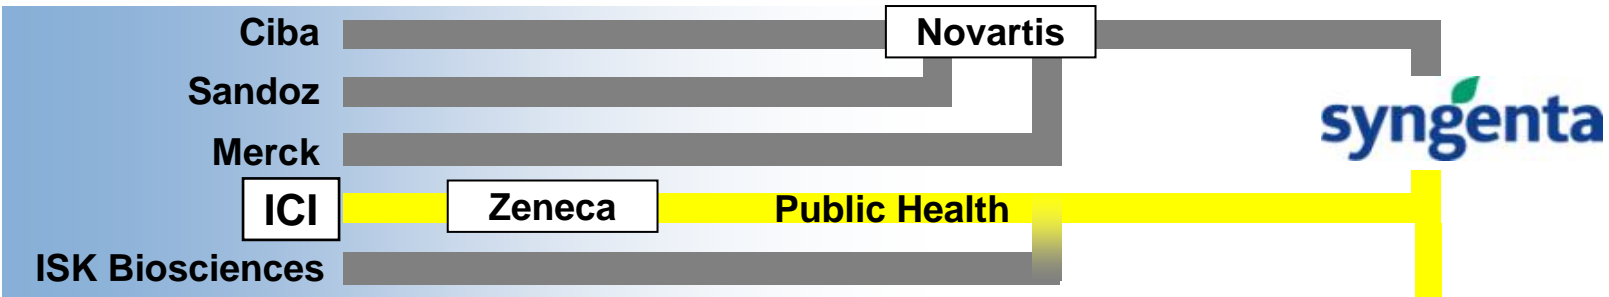 Ciba
Novartis
Sandoz
syngenta
Merck
ICI
Zeneca
Public Health
ISK Biosciences